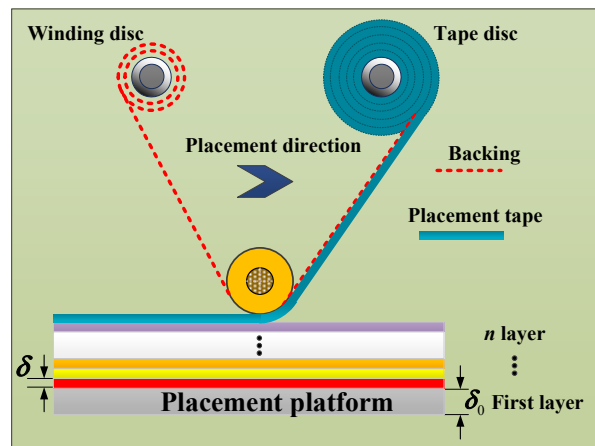 Winding disc
Tape disc
Placement direction
Backing
Placement tape
n layer
δ
δ₀ First layer
Placement platform